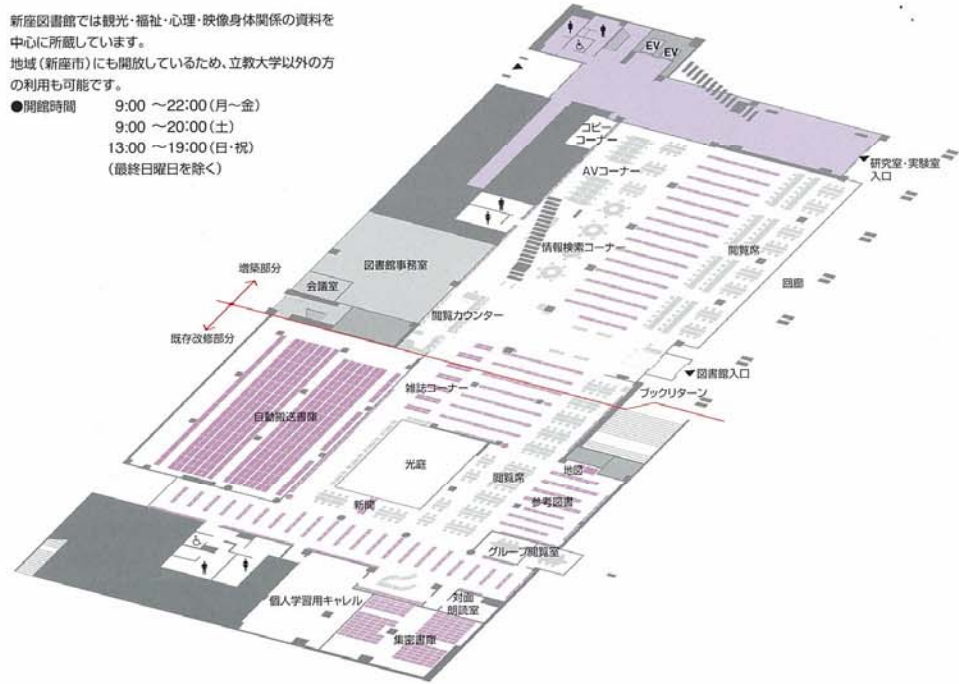 新座図書館では観光・福祉・心理・映像身体関係の資料を
中心に所蔵しています。
地域(新座市)にも開放しているため、立教大学以外の方
の利用も可能です。
●開館時間 9:00 ～22:00(月～金)
9:00 ～20:00(土)
13:00 ～19:00(日・祝)
(最終日曜日を除く)
EV
EV
コピー
コーナー
AVコーナー
▼研究室・実験室
入口
情報検索コーナー
閲覧席
回廊
図書館事務室
会議室
増築部分
既存改修部分
閲覧カウンター
▼図書館入口
ブックリターン
雑誌コーナー
自動搬送書庫
光庭
閲覧席
地図
参考図書
新聞
グループ閲覧室
個人学習用キャレル
対面
朗読室
集密書庫